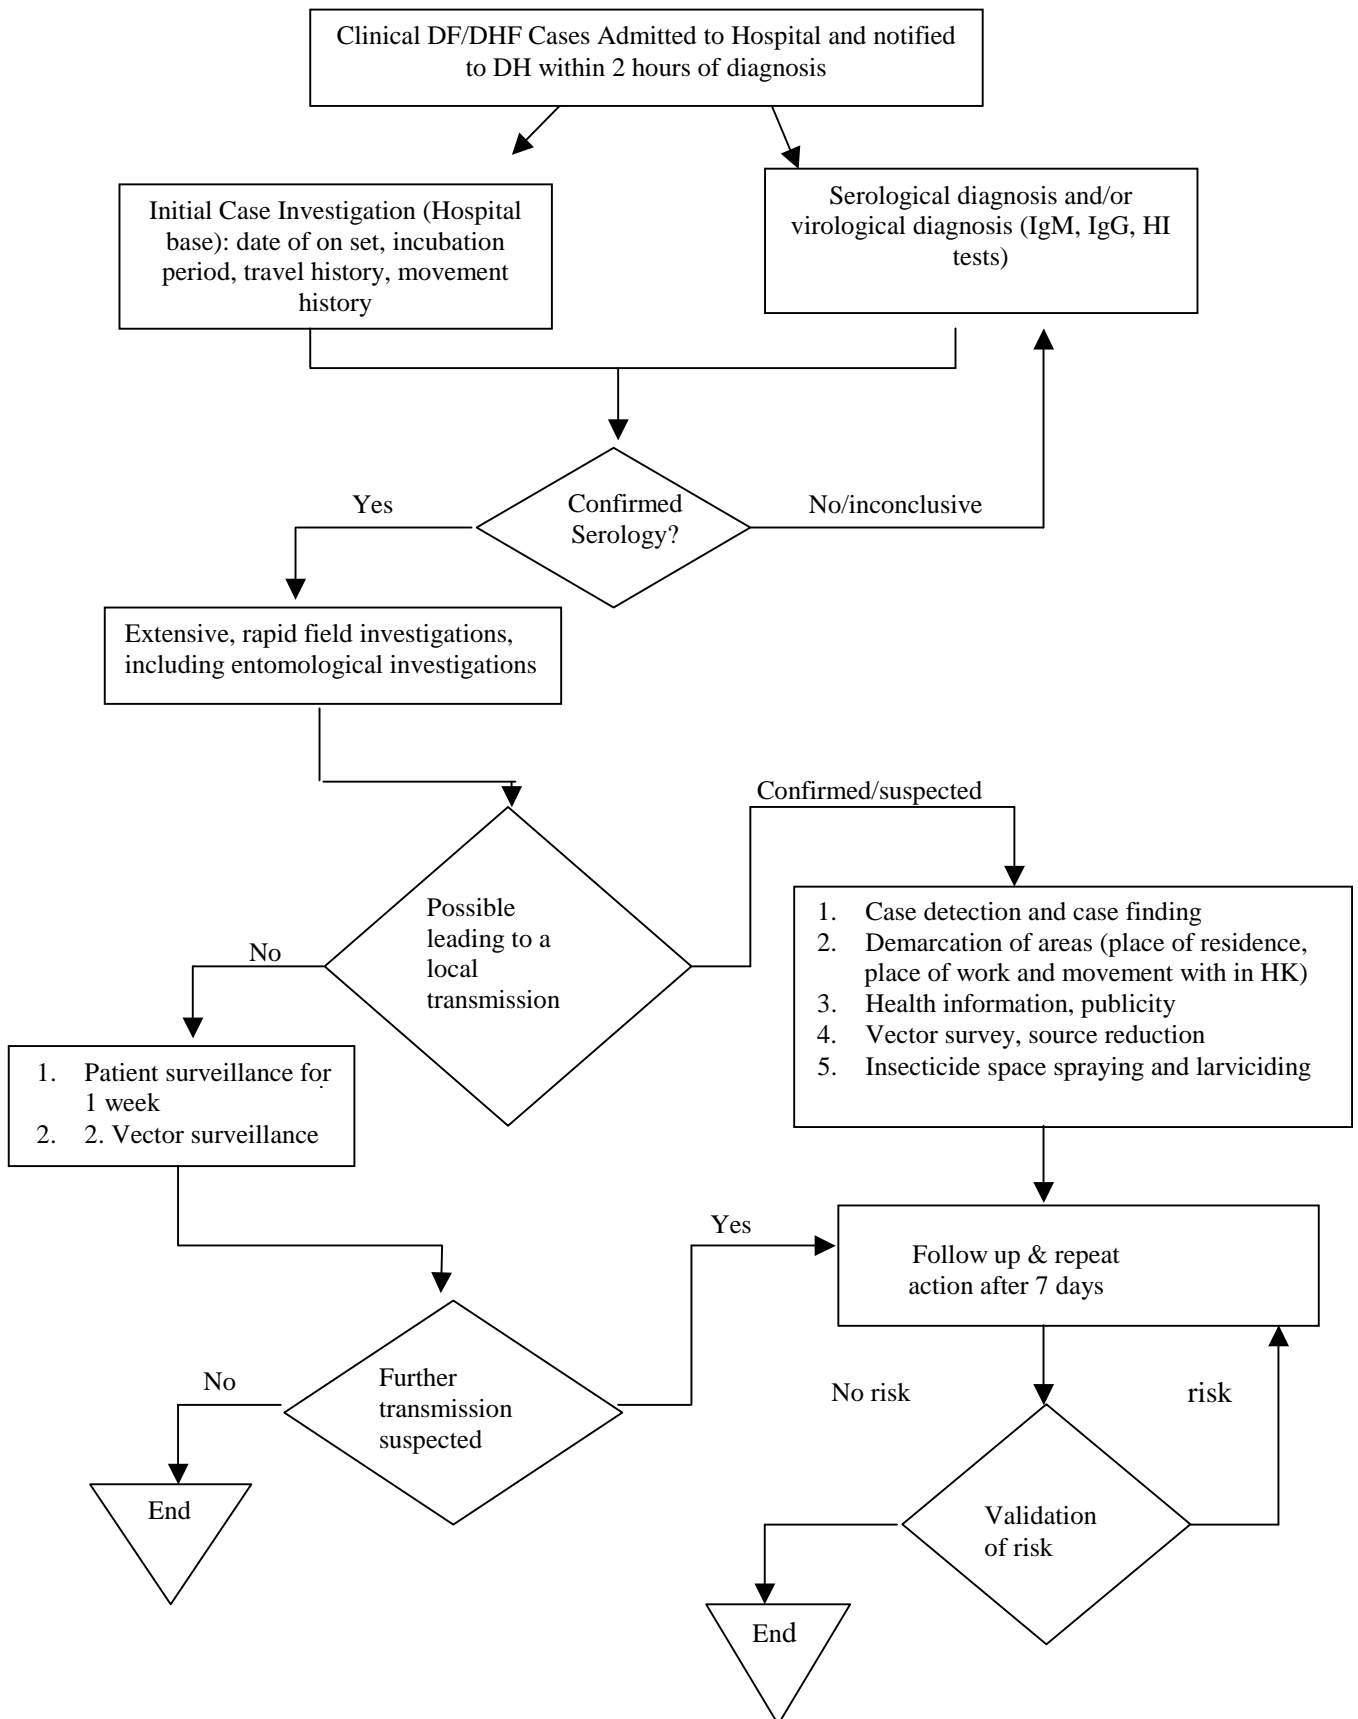 Clinical DF/DHF Cases Admitted to Hospital and notified
to DH within 2 hours of diagnosis
Initial Case Investigation (Hospital
base): date of on set, incubation
period, travel history, movement
history
Serological diagnosis and/or
virological diagnosis (IgM, IgG, HI
tests)
Yes
Confirmed
Serology?
No/inconclusive
Extensive, rapid field investigations,
including entomological investigations
Confirmed/suspected
Possible
leading to a
local
transmission
No
1. Case detection and case finding
2. Demarcation of areas (place of residence,
place of work and movement with in HK)
3. Health information, publicity
4. Vector survey, source reduction
5. Insecticide space spraying and larviciding
1. Patient surveillance for
1 week
2. 2. Vector surveillance
Yes
Follow up & repeat
action after 7 days
No
Further
transmission
suspected
No risk
risk
End
Validation
of risk
End